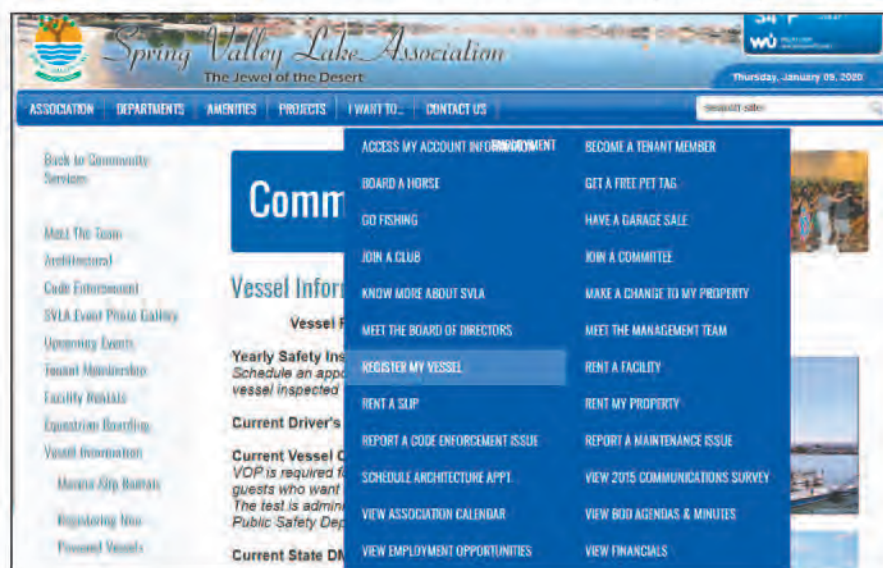 54° F
WU
Spring Valley Lake Association
The Jewel of the Desert
Thursday, January 09, 2020
ASSOCIATION DEPARTMENTS AMENITIES PROJECTS I WANT TO... CONTACT US
search site
ACCESS MY ACCOUNT INFORMATION EMPLOYMENT BECOME A TENANT MEMBER
Back to Community
Services
BOARD A HORSE GET A FREE PET TAG
Comm
GO FISHING HAVE A GARAGE SALE
Meet The Team
JOIN A CLUB JOIN A COMMITTEE
Architectural
Code Enforcement
Vessel Infor
KNOW MORE ABOUT SVLA MAKE A CHANGE TO MY PROPERTY
SVLA Event Photo Gallery
Vessel R
MEET THE BOARD OF DIRECTORS MEET THE MANAGEMENT TEAM
Upcoming Events
Yearly Safety Ins
Tenant Membership
Schedule an appo
REGISTER MY VESSEL RENT A FACILITY
vessel inspected
Facility Rentals
RENT A SLIP RENT MY PROPERTY
Equestrian Boarding
Current Driver's
REPORT A CODE ENFORCEMENT ISSUE REPORT A MAINTENANCE ISSUE
Vessel Information
Current Vessel O
VOP is required f
Marina Slip Rentals
guests who want
SCHEDULE ARCHITECTURE APPT. VIEW 2015 COMMUNICATIONS SURVEY
The test is admini
Registering Non
Public Safety Dep
VIEW ASSOCIATION CALENDAR VIEW BOD AGENDAS & MINUTES
Powered Vessels
Current State DM
VIEW EMPLOYMENT OPPORTUNITIES VIEW FINANCIALS